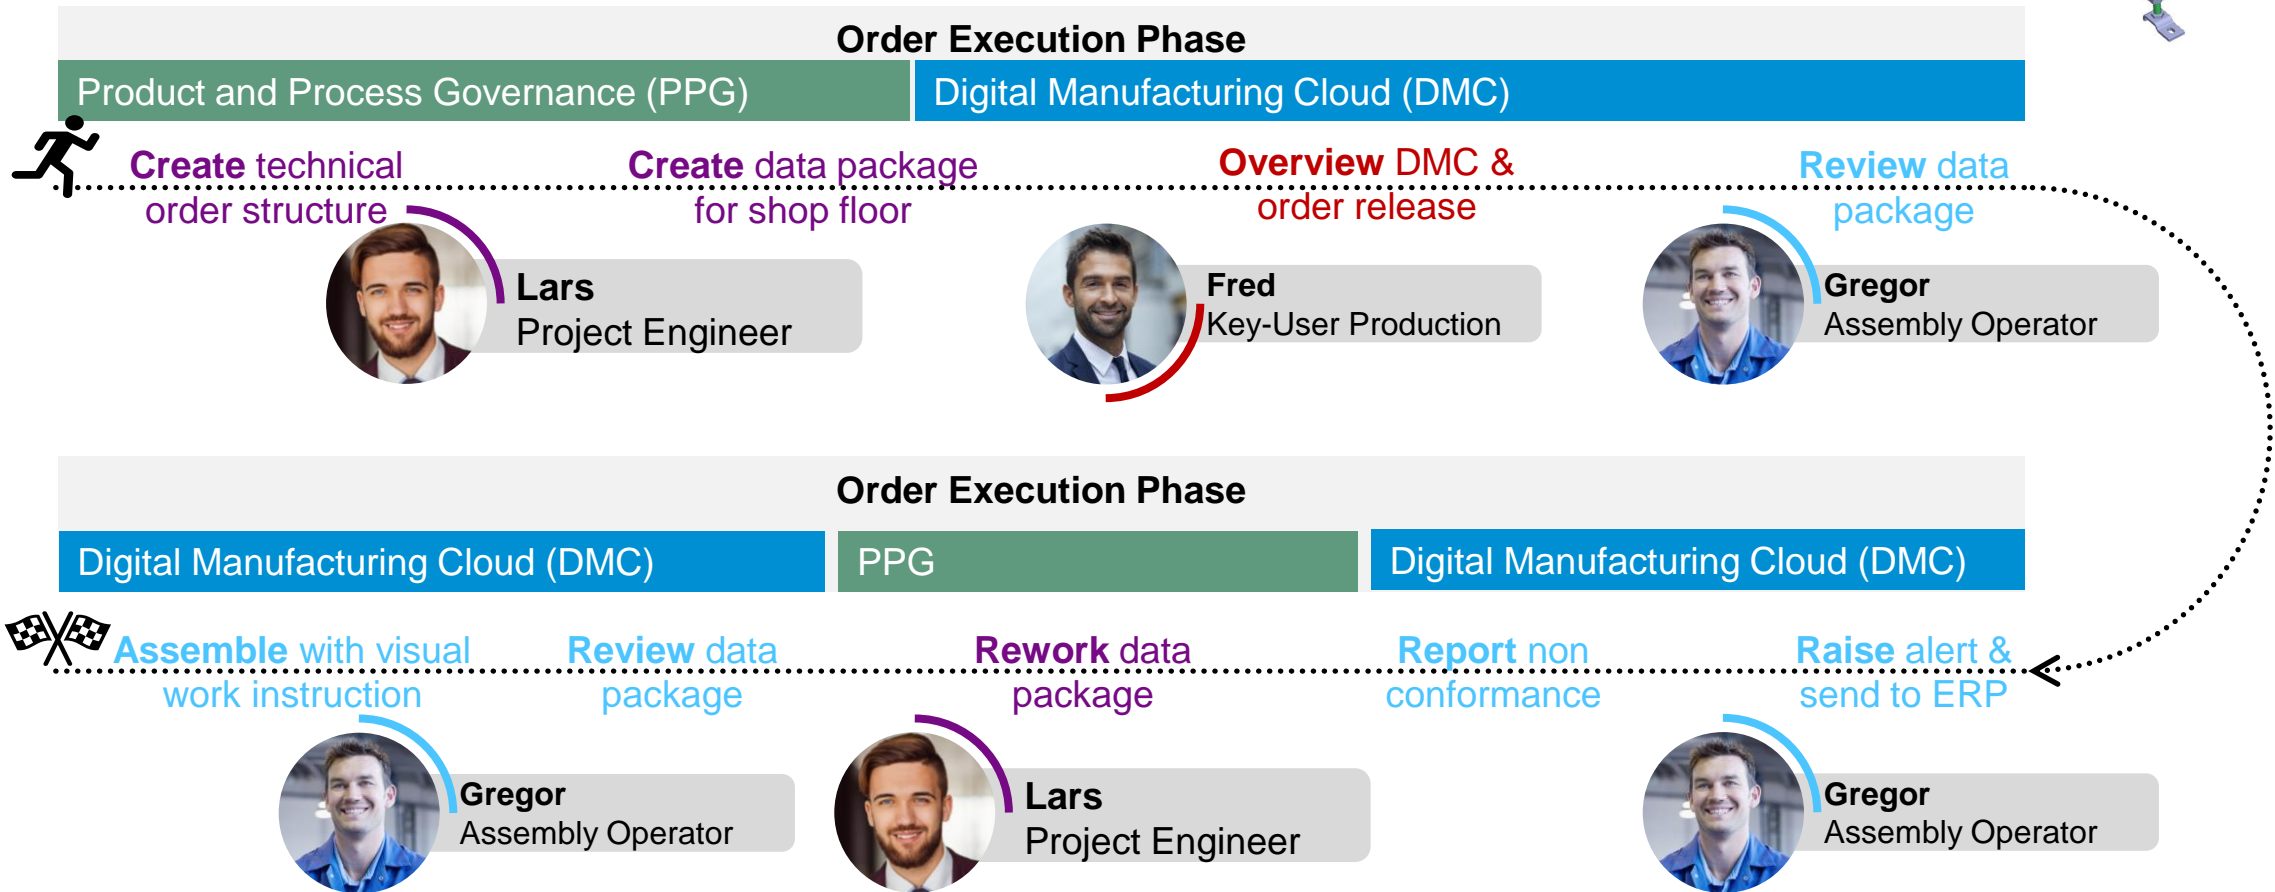 Order Execution Phase
Product and Process Governance (PPG)
Digital Manufacturing Cloud (DMC)
Create technical
order structure
Create data package
for shop floor
Overview DMC &
order release
Review data
package
Lars
Project Engineer
Fred
Key-User Production
Gregor
Assembly Operator
Order Execution Phase
Digital Manufacturing Cloud (DMC)
PPG
Digital Manufacturing Cloud (DMC)
Assemble with visual
work instruction
Review data
package
Rework data
package
Report non
conformance
Raise alert &
send to ERP
Gregor
Assembly Operator
Lars
Project Engineer
Gregor
Assembly Operator